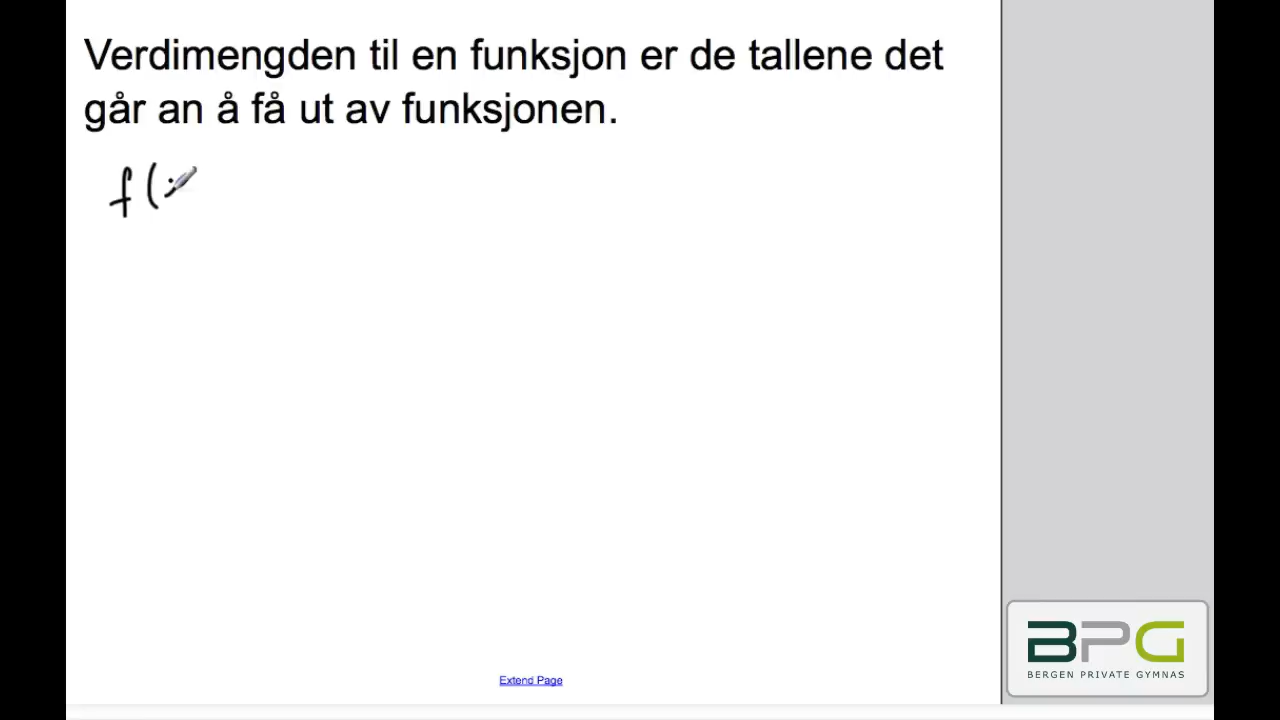 Verdimengden til en funksjon er de tallene det
går an å få ut av funksjonen.
f(
Extend Page
BPG
BERGEN PRIVATE GYMNAS